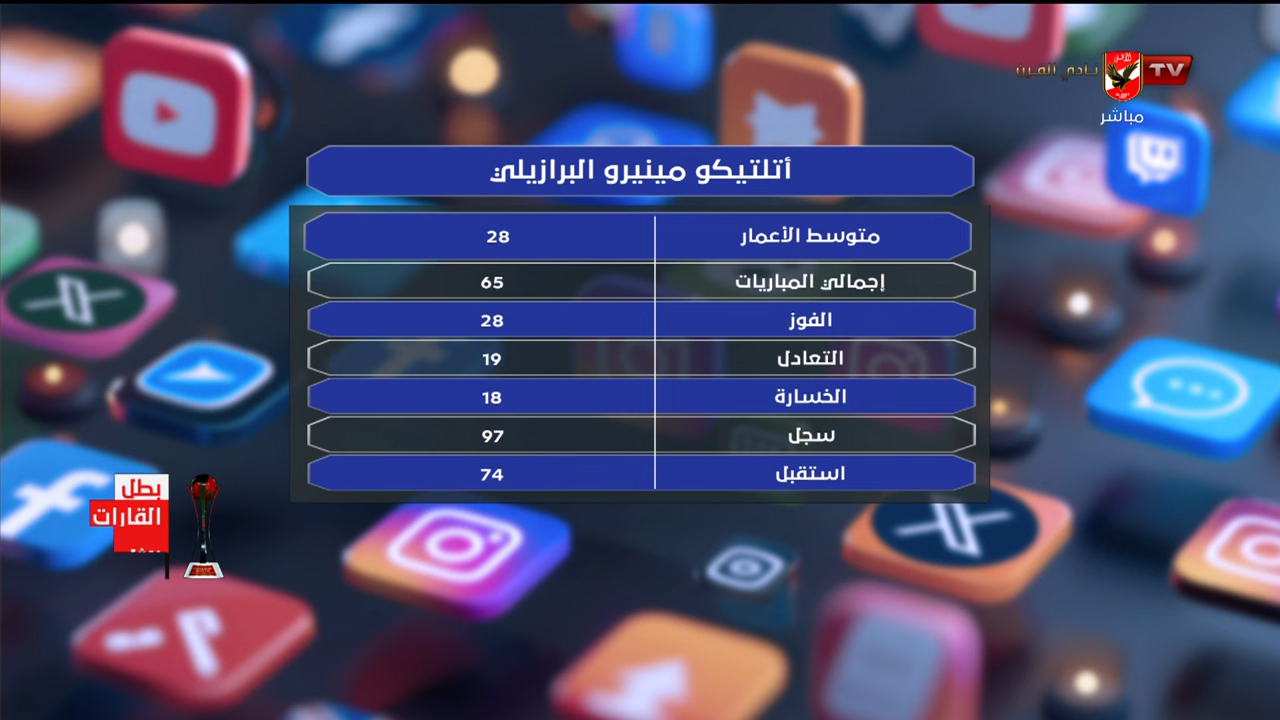 نادي القرن
TV
مباشر
أتلتيكو مينيرو البرازيلي
متوسط الأعمار 28
إجمالي المباريات 65
الفوز 28
التعادل 19
الخسارة 18
سجل 97
استقبل 74
بطل
القارات